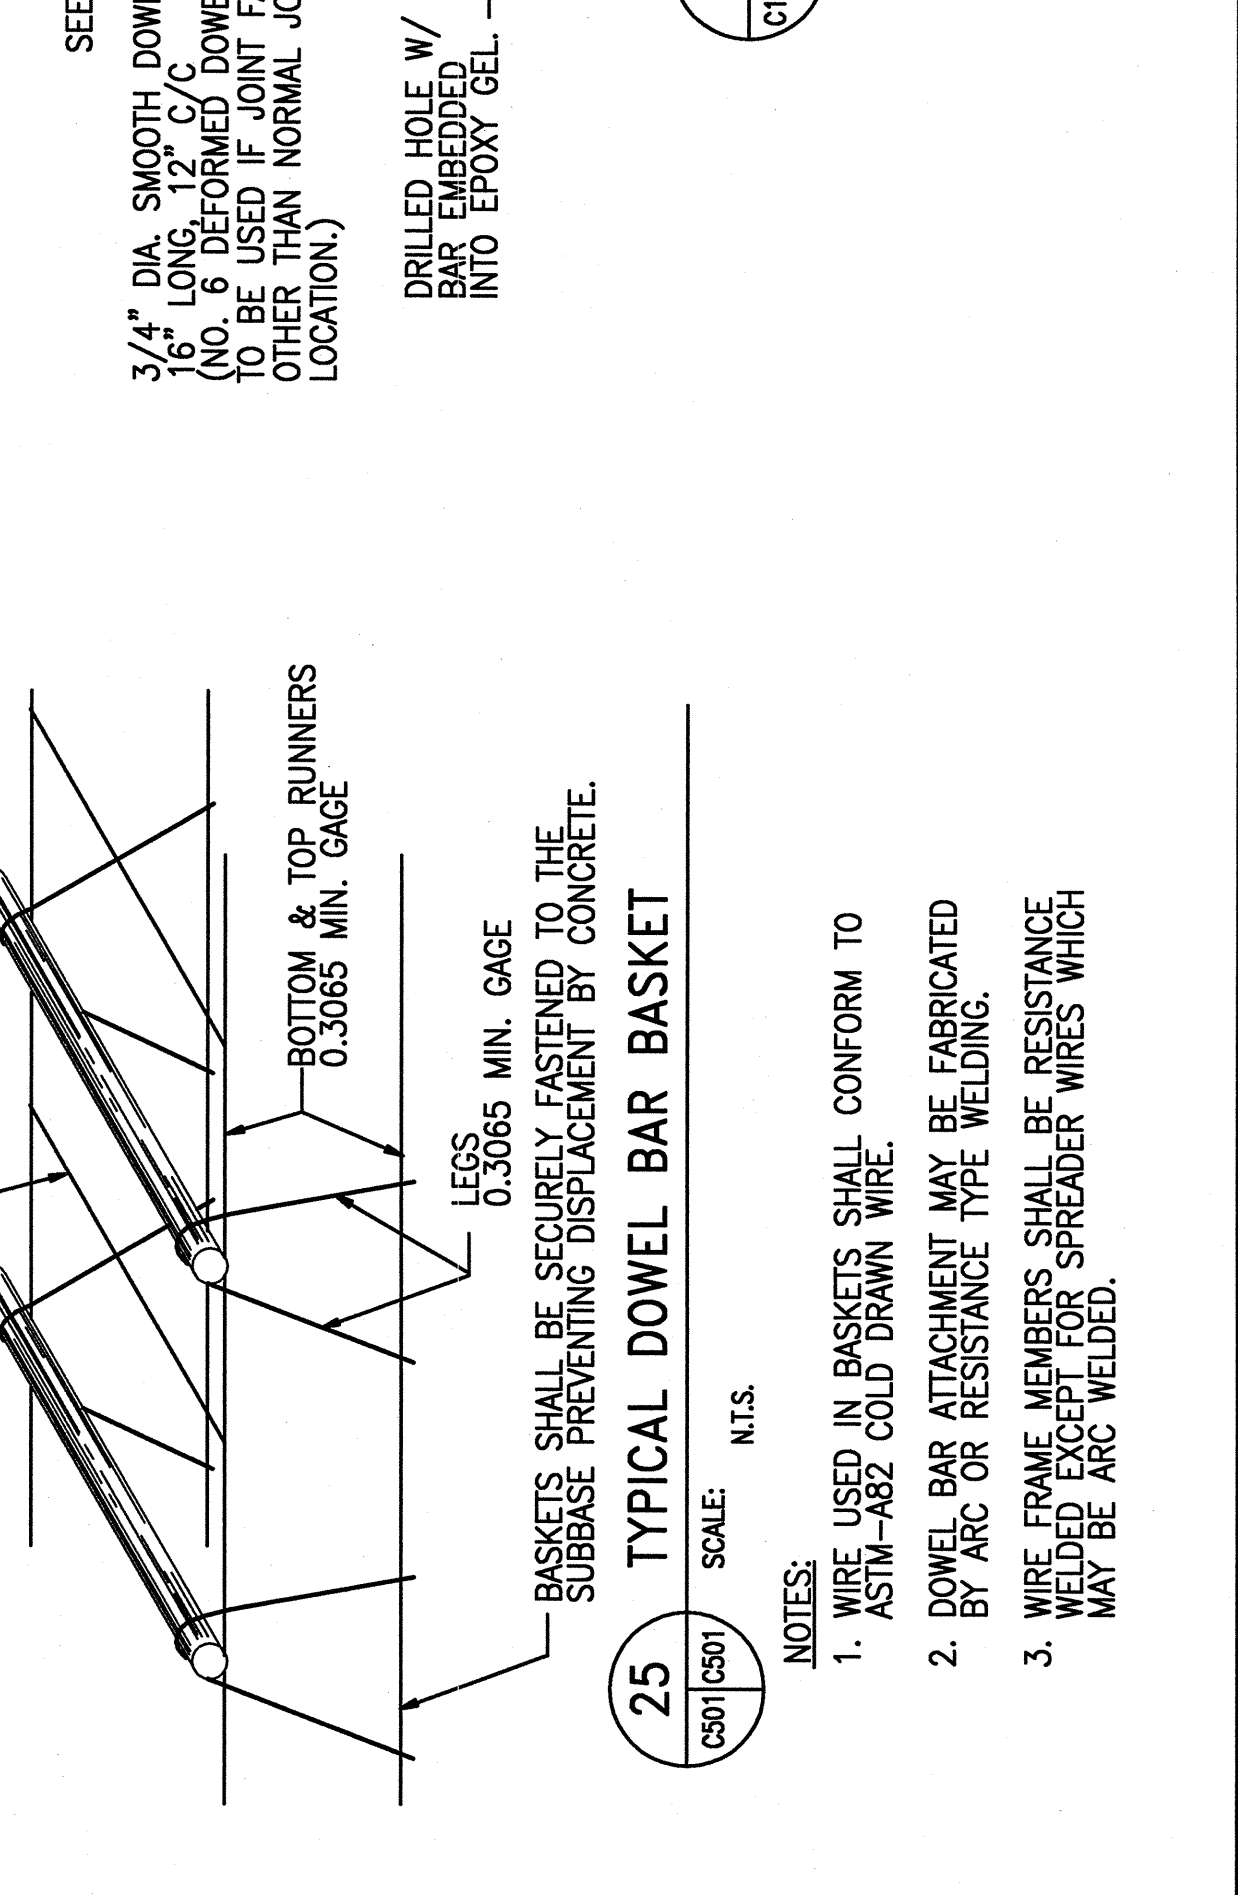 BOTTOM & TOP RUNNERS
0.3065 MIN. GAGE
LEGS
0.3065 MIN. GAGE
BASKETS SHALL BE SECURELY FASTENED TO THE
SUBBASE PREVENTING DISPLACEMENT BY CONCRETE.
25
C501 C501
TYPICAL DOWEL BAR BASKET
SCALE: N.T.S.
NOTES:
1. WIRE USED IN BASKETS SHALL CONFORM TO
ASTM-A82 COLD DRAWN WIRE.
2. DOWEL BAR ATTACHMENT MAY BE FABRICATED
BY ARC OR RESISTANCE TYPE WELDING.
3. WIRE FRAME MEMBERS SHALL BE RESISTANCE
WELDED EXCEPT FOR SPREADER WIRES WHICH
MAY BE ARC WELDED.
SEE
3/4" DIA. SMOOTH
16" LONG, 12" C/C
(NO. 6 DEFORMED
TO BE USED IF JOINT
OTHER THAN NORMAL
LOCATION.)
DRILLED HOLE W/
BAR EMBEDDED
INTO EPOXY GEL.